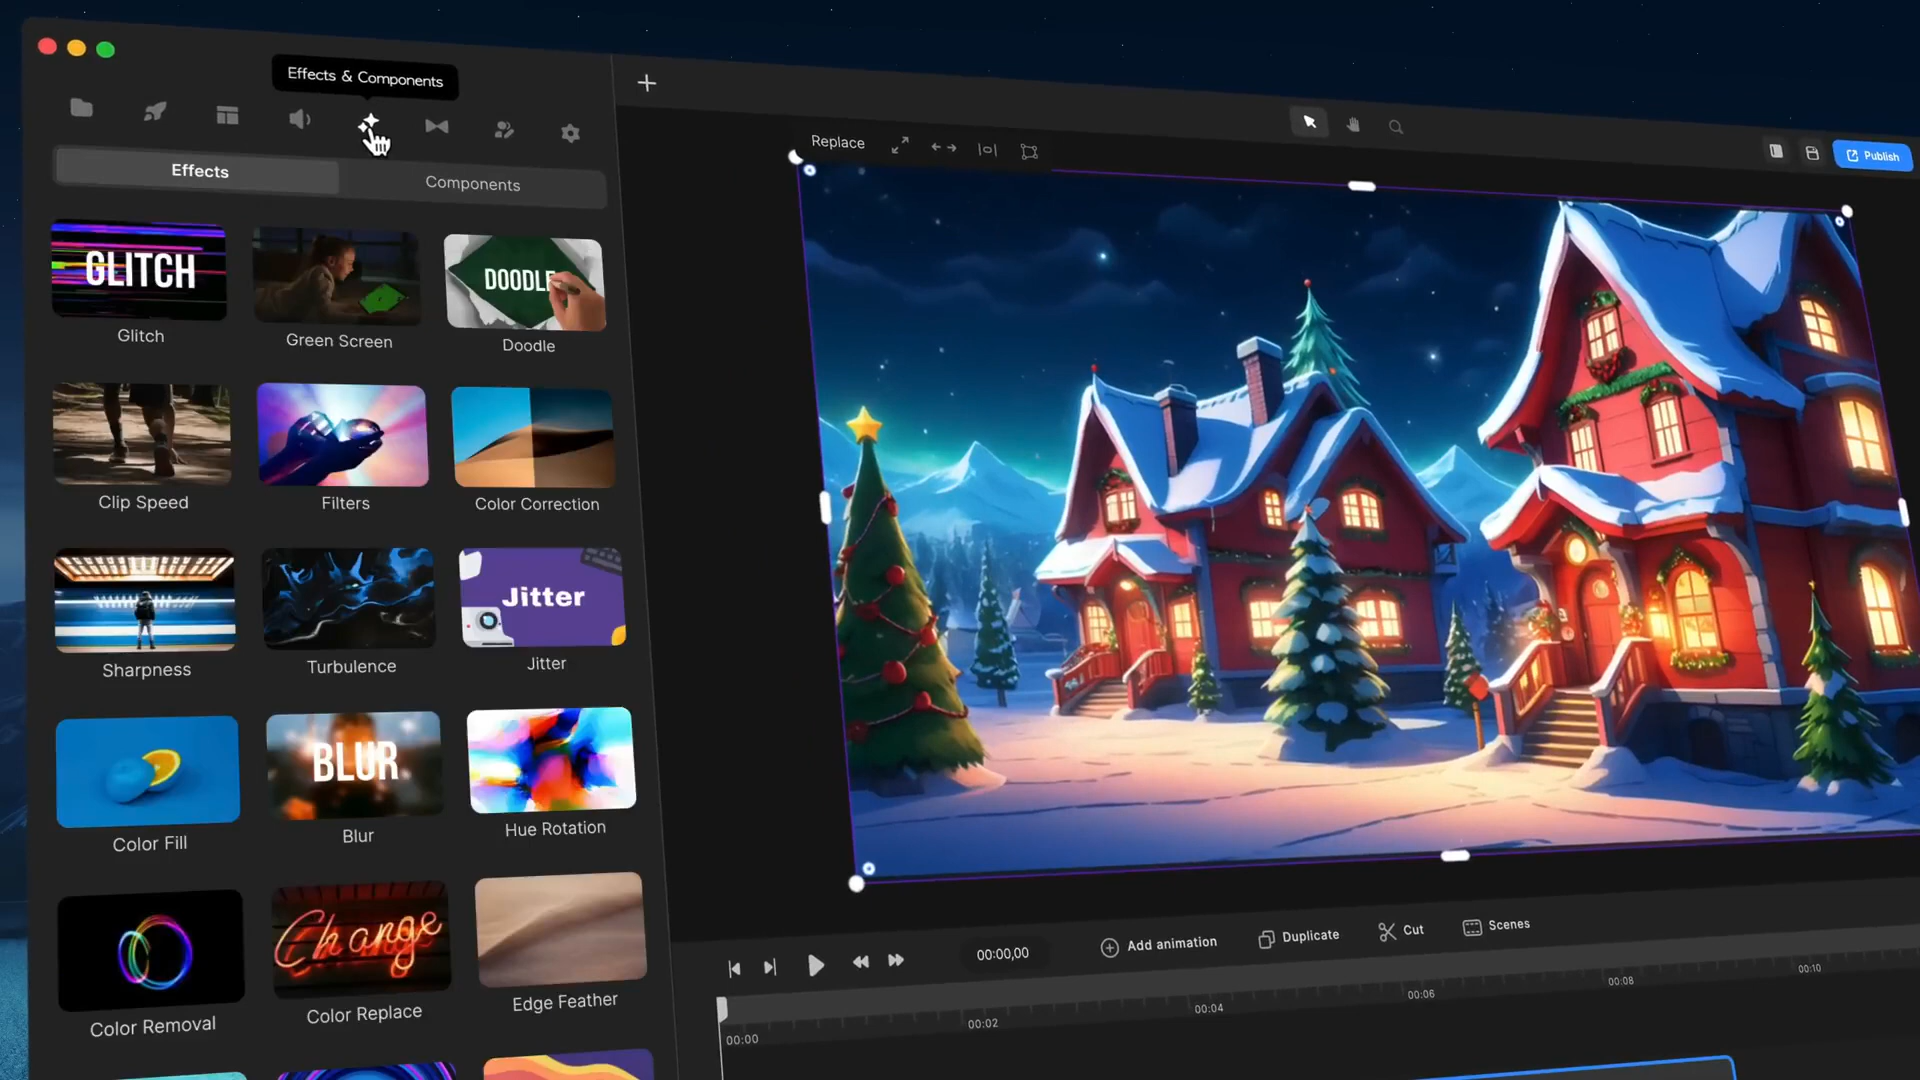 Effects & Components
Effects
Components
GLITCH
Glitch
Green Screen
DOODLE
Doodle
Clip Speed
Filters
Color Correction
Sharpness
Turbulence
Jitter
Jitter
Color Fill
BLUR
Blur
Hue Rotation
Color Removal
Change
Color Replace
Edge Feather
Replace
Publish
00:00,00
Add animation
Duplicate
Cut
Scenes
00:00
00:02
00:04
00:06
00:08
00:10